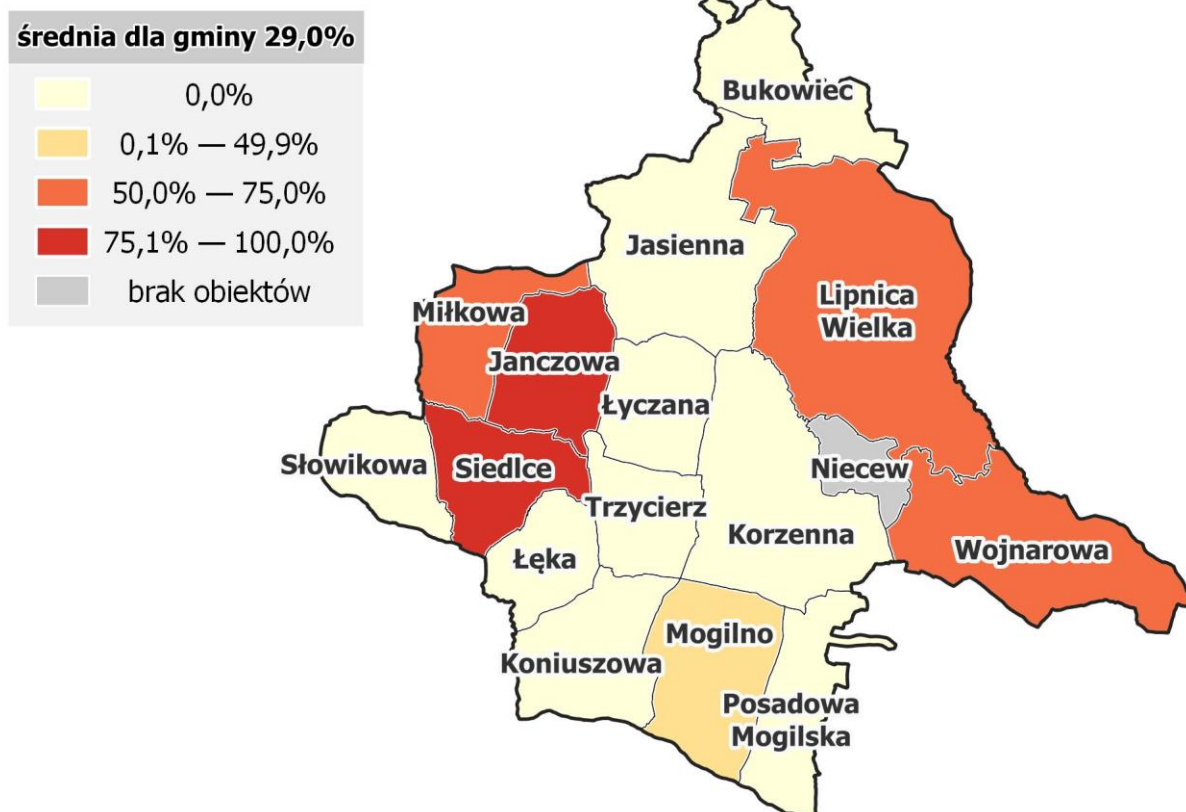 średnia dla gminy 29,0%
0,0%
0,1% — 49,9%
50,0% — 75,0%
75,1% — 100,0%
brak obiektów
Bukowiec
Jasienna
Lipnica
Wielka
Miłkowa
Janczowa
Łyczana
Słowikowa
Siedlce
Niecew
Trzycierz
Korzenna
Wojnarowa
Łęka
Mogilno
Koniuszowa
Posadowa
Mogilska